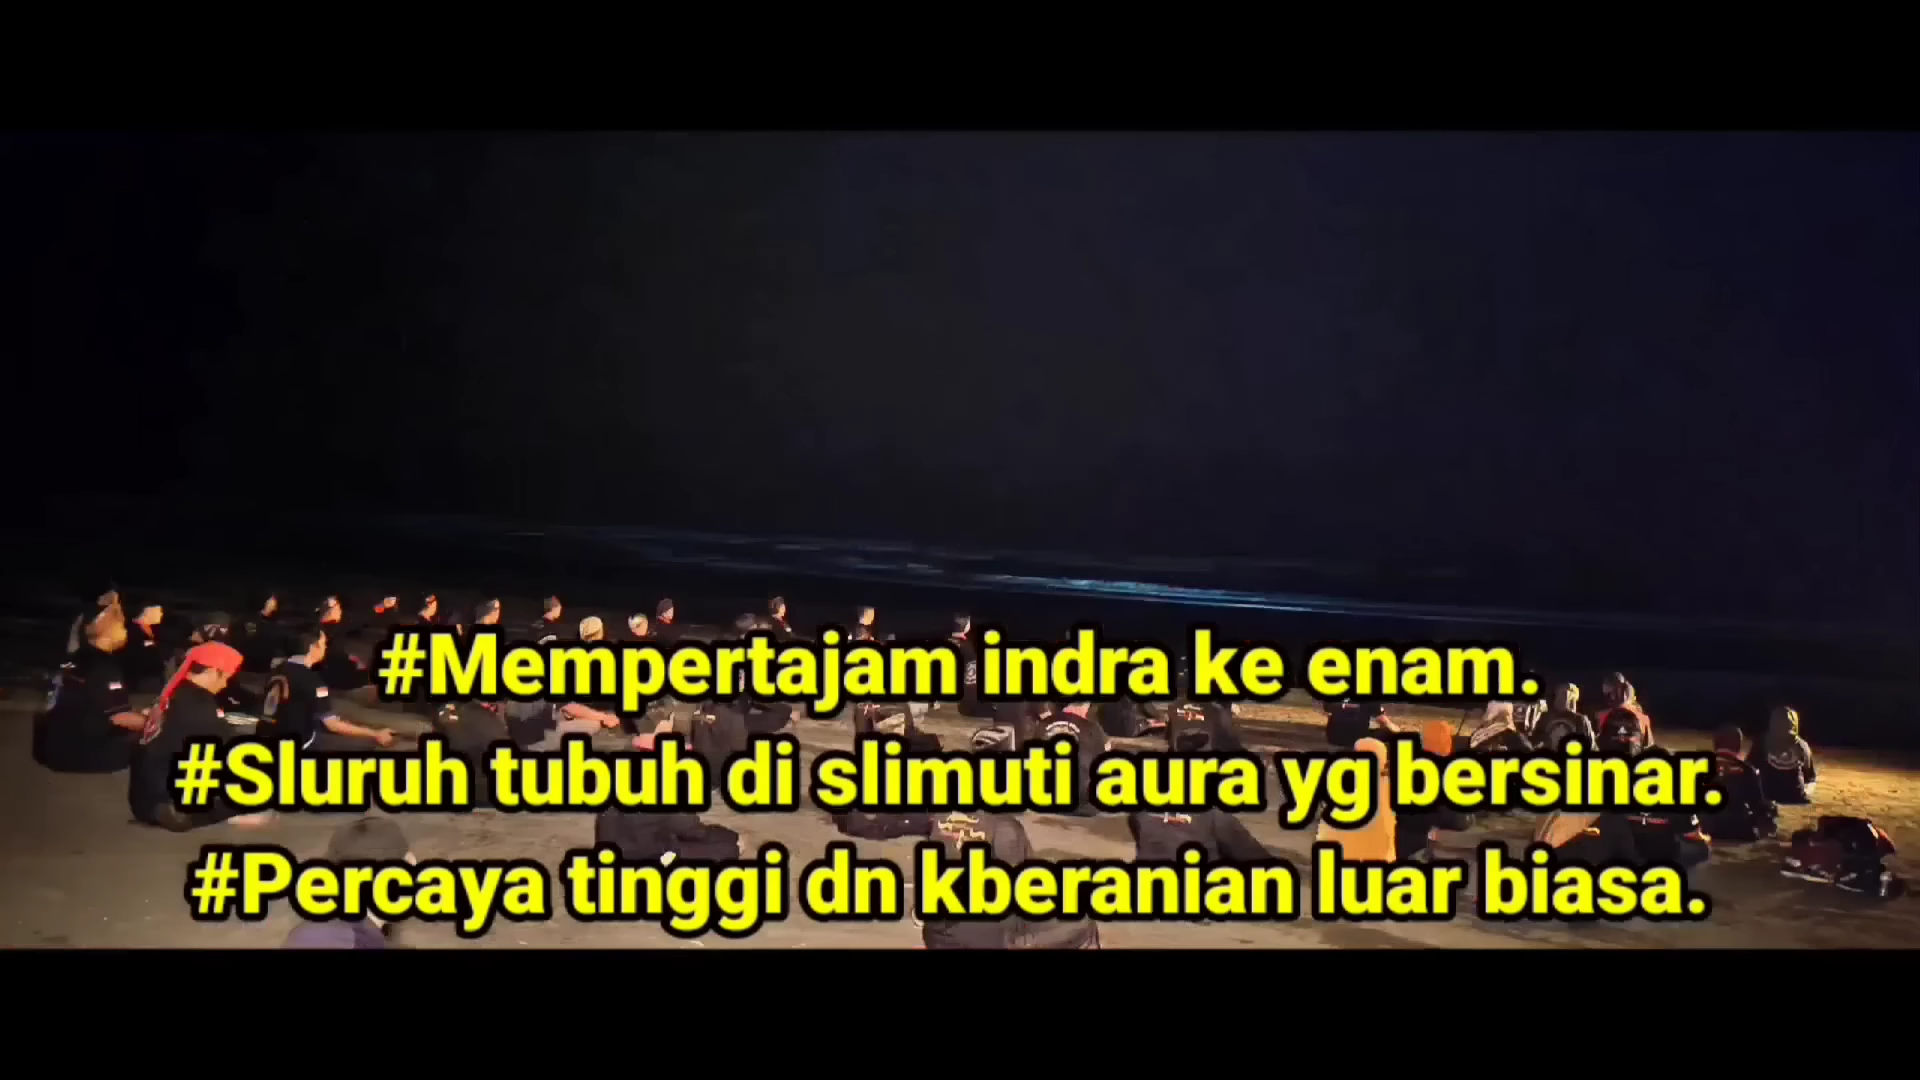 #Mempertajam indra ke enam.
#Sluruh tubuh di slimuti aura yg bersinar.
#Percaya tinggi dn kberanian luar biasa.